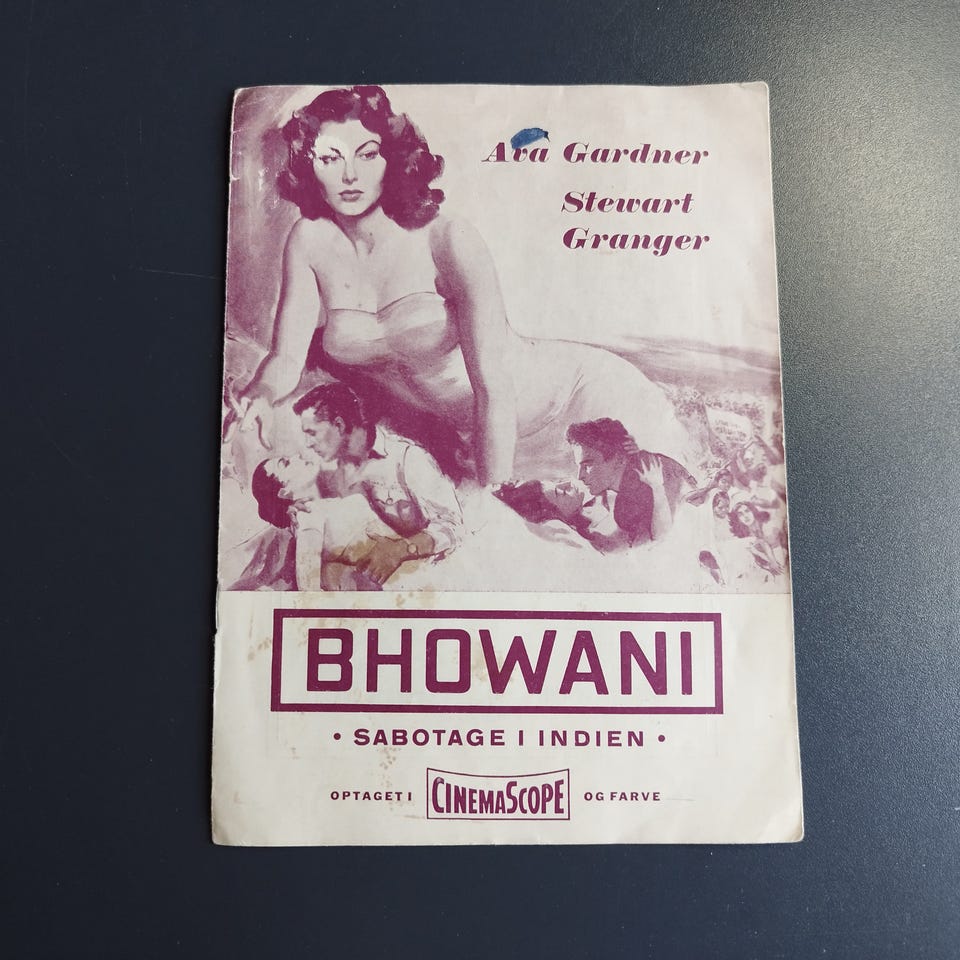 Ava Gardner
Stewart
Granger
BHOWANI
• SABOTAGE I INDIEN •
OPTAGET I CINEMASCOPE OG FARVE